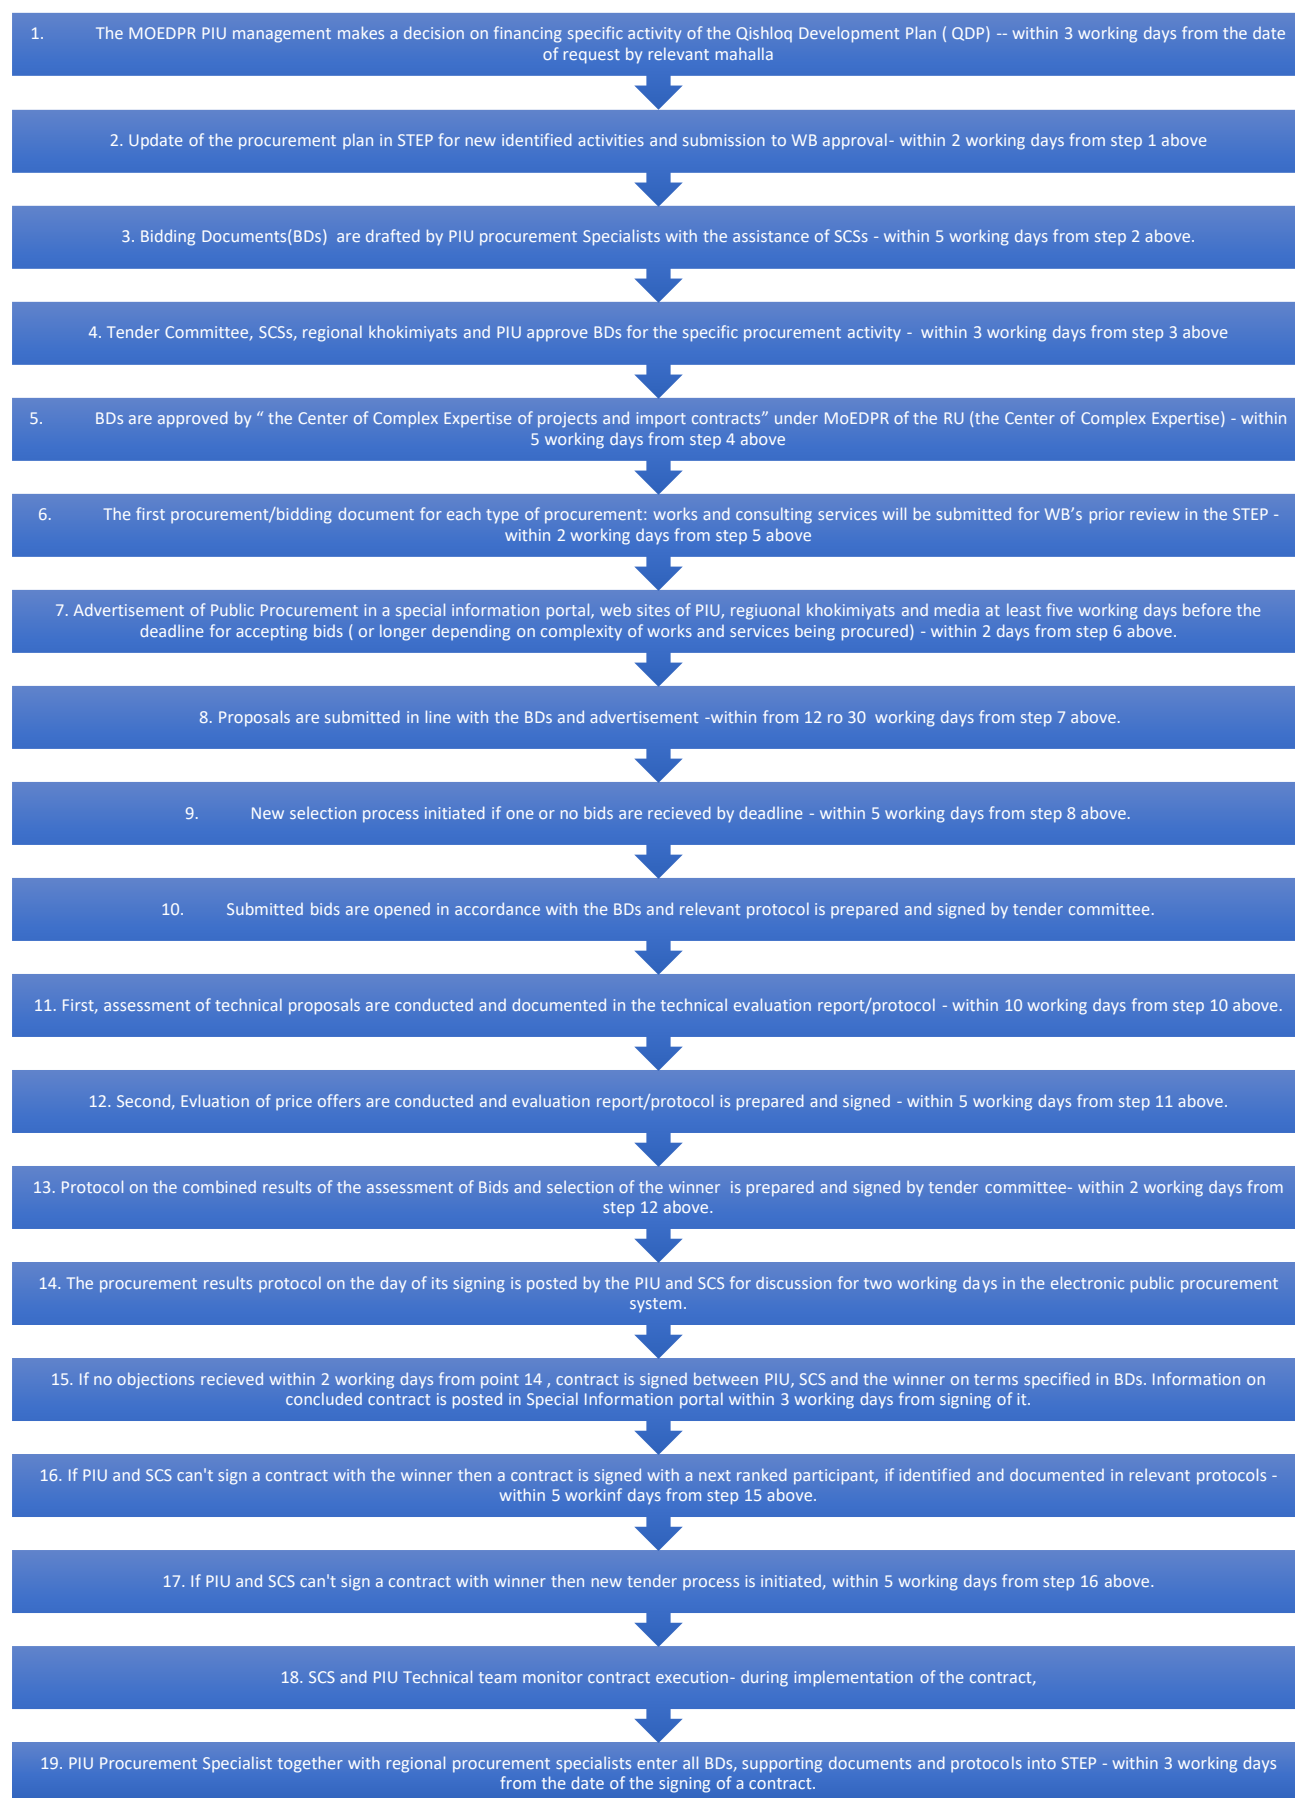 1. The MOEDPR PIU management makes a decision on financing specific activity of the Qishloq Development Plan ( QDP) -- within 3 working days from the date
of request by relevant mahalla
2. Update of the procurement plan in STEP for new identified activities and submission to WB approval- within 2 working days from step 1 above
3. Bidding Documents(BDs) are drafted by PIU procurement Specialists with the assistance of SCSs - within 5 working days from step 2 above.
4. Tender Committee, SCSs, regional khokimiyats and PIU approve BDs for the specific procurement activity - within 3 working days from step 3 above
5. BDs are approved by “ the Center of Complex Expertise of projects and import contracts” under MoEDPR of the RU (the Center of Complex Expertise) - within
5 working days from step 4 above
6. The first procurement/bidding document for each type of procurement: works and consulting services will be submitted for WB’s prior review in the STEP -
within 2 working days from step 5 above
7. Advertisement of Public Procurement in a special information portal, web sites of PIU, regiuonal khokimiyats and media at least five working days before the
deadline for accepting bids ( or longer depending on complexity of works and services being procured) - within 2 days from step 6 above.
8. Proposals are submitted in line with the BDs and advertisement -within from 12 ro 30 working days from step 7 above.
9. New selection process initiated if one or no bids are recieved by deadline - within 5 working days from step 8 above.
10. Submitted bids are opened in accordance with the BDs and relevant protocol is prepared and signed by tender committee.
11. First, assessment of technical proposals are conducted and documented in the technical evaluation report/protocol - within 10 working days from step 10 above.
12. Second, Evluation of price offers are conducted and evaluation report/protocol is prepared and signed - within 5 working days from step 11 above.
13. Protocol on the combined results of the assessment of Bids and selection of the winner is prepared and signed by tender committee- within 2 working days from
step 12 above.
14. The procurement results protocol on the day of its signing is posted by the PIU and SCS for discussion for two working days in the electronic public procurement
system.
15. If no objections recieved within 2 working days from point 14 , contract is signed between PIU, SCS and the winner on terms specified in BDs. Information on
concluded contract is posted in Special Information portal within 3 working days from signing of it.
16. If PIU and SCS can't sign a contract with the winner then a contract is signed with a next ranked participant, if identified and documented in relevant protocols -
within 5 workinf days from step 15 above.
17. If PIU and SCS can't sign a contract with winner then new tender process is initiated, within 5 working days from step 16 above.
18. SCS and PIU Technical team monitor contract execution- during implementation of the contract,
19. PIU Procurement Specialist together with regional procurement specialists enter all BDs, supporting documents and protocols into STEP - within 3 working days
from the date of the signing of a contract.